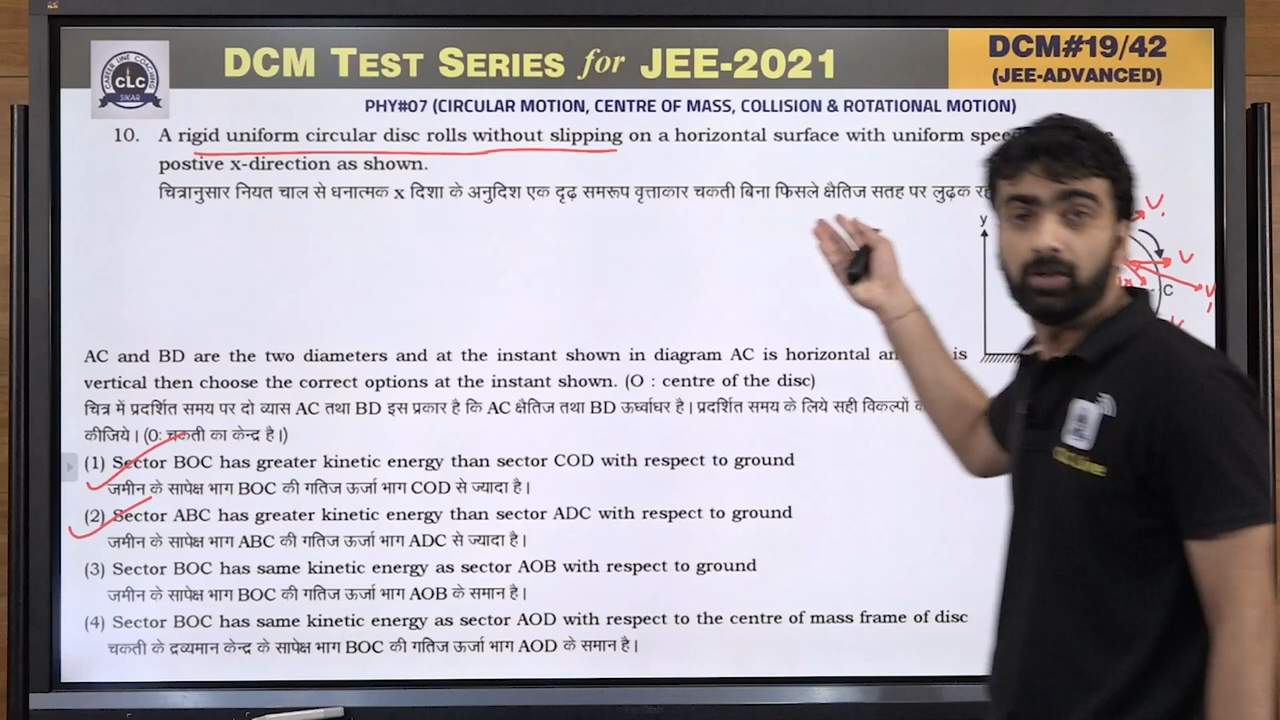 CAREER LINE COACHING
CLC
SIKAR
DCM TEST SERIES for JEE-2021
DCM#19/42
(JEE-ADVANCED)
PHY#07 (CIRCULAR MOTION, CENTRE OF MASS, COLLISION & ROTATIONAL MOTION)
10. A rigid uniform circular disc rolls without slipping on a horizontal surface with uniform
postive x-direction as shown.
चित्रानुसार नियत चाल से धनात्मक x दिशा के अनुदिश एक दृढ़ समरूप वृत्ताकार चकती बिना फिसले क्षैतिज सतह पर लुढ़क
y
V
V
C
AC and BD are the two diameters and at the instant shown in diagram AC is horizontal is
vertical then choose the correct options at the instant shown. (O : centre of the disc)
चित्र में प्रदर्शित समय पर दो व्यास AC तथा BD इस प्रकार है कि AC क्षैतिज तथा BD ऊर्ध्वाधर है। प्रदर्शित समय के लिये सही विकल्पों
कीजिये। (O: चकती का केन्द्र है।)
(1) Sector BOC has greater kinetic energy than sector COD with respect to ground
जमीन के सापेक्ष भाग BOC की गतिज ऊर्जा भाग COD से ज्यादा है।
(2) Sector ABC has greater kinetic energy than sector ADC with respect to ground
जमीन के सापेक्ष भाग ABC की गतिज ऊर्जा भाग ADC से ज्यादा है।
(3) Sector BOC has same kinetic energy as sector AOB with respect to ground
जमीन के सापेक्ष भाग BOC की गतिज ऊर्जा भाग AOB के समान है।
(4) Sector BOC has same kinetic energy as sector AOD with respect to the centre of mass frame of disc
चकती के द्रव्यमान केन्द्र के सापेक्ष भाग BOC की गतिज ऊर्जा भाग AOD के समान है।